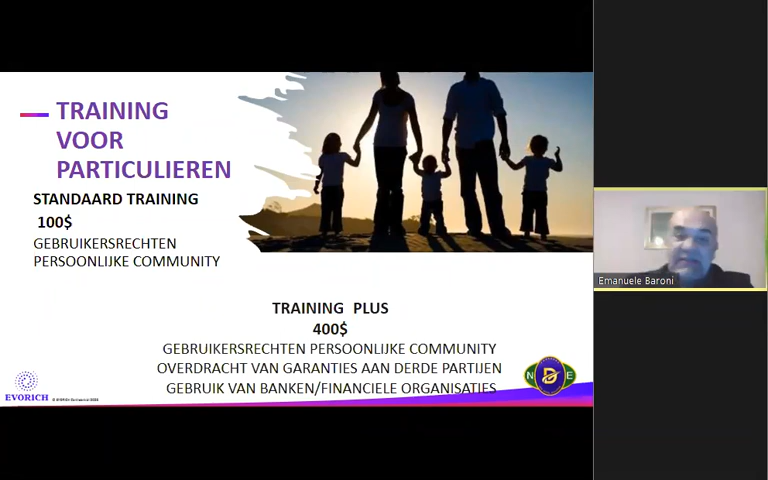 TRAINING
VOOR
PARTICULIEREN
STANDAARD TRAINING
100$
GEBRUIKERSRECHTEN
PERSOONLIJKE COMMUNITY
TRAINING PLUS
400$
GEBRUIKERSRECHTEN PERSOONLIJKE COMMUNITY
OVERDRACHT VAN GARANTIES AAN DERDE PARTIJEN
GEBRUIK VAN BANKEN/FINANCIELE ORGANISATIES
N D E
EVORICH
Emanuele Baroni